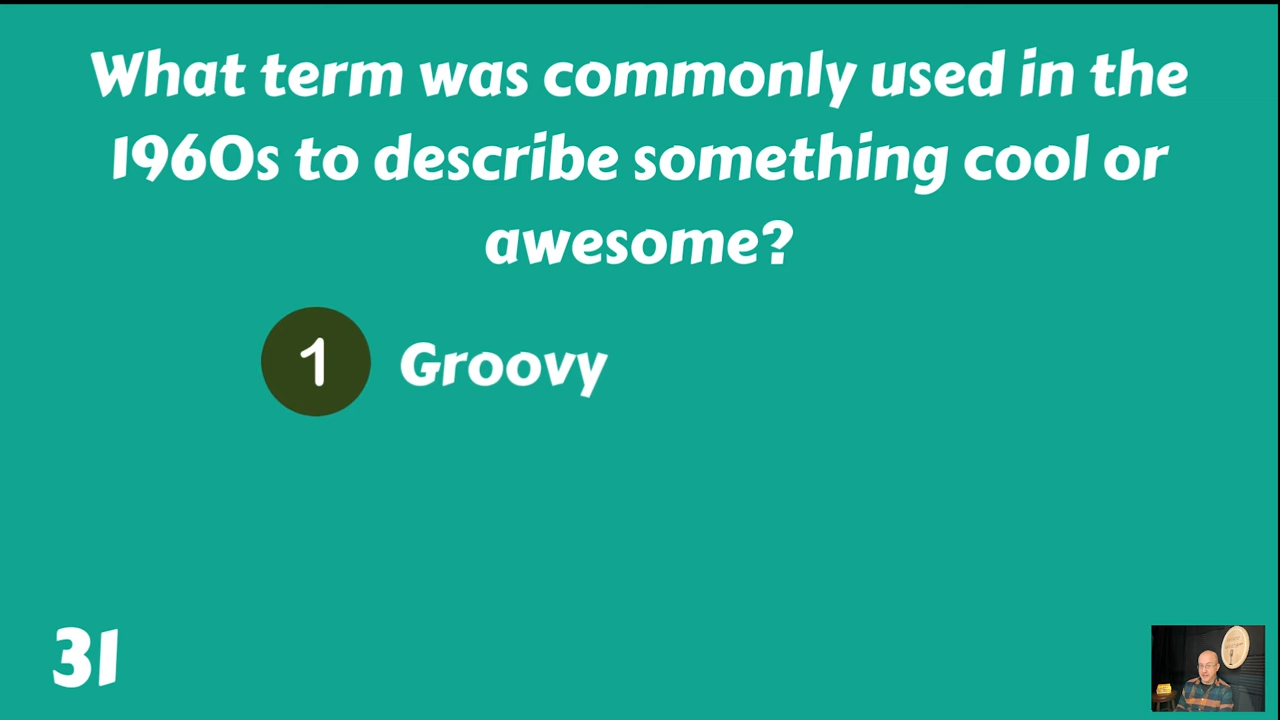 What term was commonly used in the
1960s to describe something cool or
awesome?
1 Groovy
31